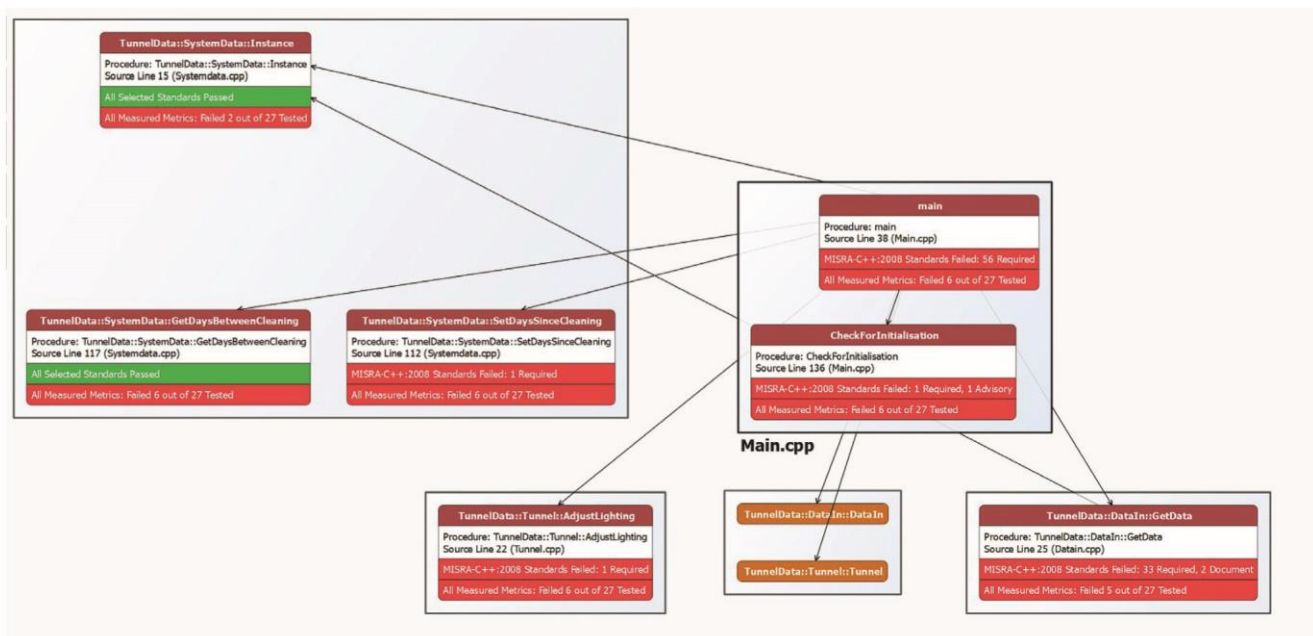 TunnelData::SystemData::Instance
Procedure: TunnelData::SystemData::Instance
Source Line 15 (Systemdata.cpp)
All Selected Standards Passed
All Measured Metrics: Failed 2 out of 27 Tested
main
Procedure: main
Source Line 38 (Main.cpp)
MISRA-C++:2008 Standards Failed: 56 Required
All Measured Metrics: Failed 6 out of 27 Tested
TunnelData::SystemData::GetDaysBetweenCleaning
Procedure: TunnelData::SystemData::GetDaysBetweenCleaning
Source Line 117 (Systemdata.cpp)
All Selected Standards Passed
All Measured Metrics: Failed 6 out of 27 Tested
TunnelData::SystemData::SetDaysSinceCleaning
Procedure: TunnelData::SystemData::SetDaysSinceCleaning
Source Line 112 (Systemdata.cpp)
MISRA-C++:2008 Standards Failed: 1 Required
All Measured Metrics: Failed 6 out of 27 Tested
CheckForInitialisation
Procedure: CheckForInitialisation
Source Line 136 (Main.cpp)
MISRA-C++:2008 Standards Failed: 1 Required, 1 Advisory
All Measured Metrics: Failed 6 out of 27 Tested
Main.cpp
TunnelData::Tunnel::AdjustLighting
Procedure: TunnelData::Tunnel::AdjustLighting
Source Line 22 (Tunnel.cpp)
MISRA-C++:2008 Standards Failed: 1 Required
All Measured Metrics: Failed 6 out of 27 Tested
TunnelData::DataIn::DataIn
TunnelData::Tunnel::Tunnel
TunnelData::DataIn::GetData
Procedure: TunnelData::DataIn::GetData
Source Line 25 (Datain.cpp)
MISRA-C++:2008 Standards Failed: 33 Required, 2 Document
All Measured Metrics: Failed 5 out of 27 Tested